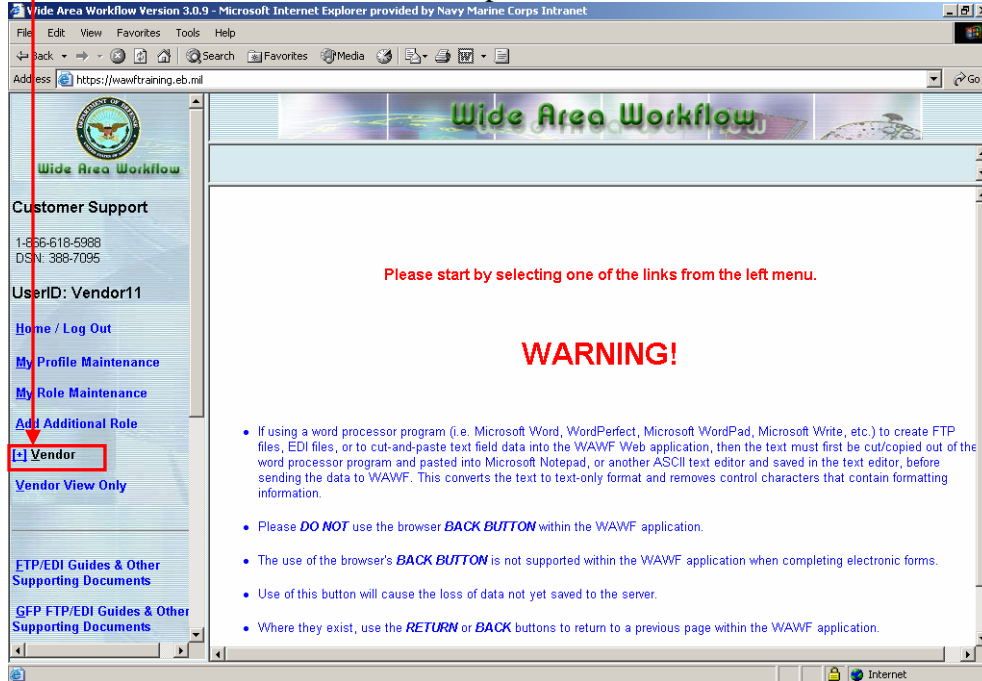 Wide Area Workflow Version 3.0.9 - Microsoft Internet Explorer provided by Navy Marine Corps Intranet
File Edit View Favorites Tools Help
Back Search Favorites Media
Address https://wawftraining.eb.mil Go
Wide Area Workflow
Wide Area Workflow
Customer Support
1-866-618-5988
DSN: 388-7095
UserID: Vendor11
Home / Log Out
My Profile Maintenance
My Role Maintenance
Add Additional Role
[+] Vendor
Vendor View Only
FTP/EDI Guides & Other
Supporting Documents
GFP FTP/EDI Guides & Other
Supporting Documents
Please start by selecting one of the links from the left menu.
WARNING!
• If using a word processor program (i.e. Microsoft Word, WordPerfect, Microsoft WordPad, Microsoft Write, etc.) to create FTP
files, EDI files, or to cut-and-paste text field data into the WAWF Web application, then the text must first be cut/copied out of the
word processor program and pasted into Microsoft Notepad, or another ASCII text editor and saved in the text editor, before
sending the data to WAWF. This converts the text to text-only format and removes control characters that contain formatting
information.
• Please DO NOT use the browser BACK BUTTON within the WAWF application.
• The use of the browser's BACK BUTTON is not supported within the WAWF application when completing electronic forms.
• Use of this button will cause the loss of data not yet saved to the server.
• Where they exist, use the RETURN or BACK buttons to return to a previous page within the WAWF application.
Internet